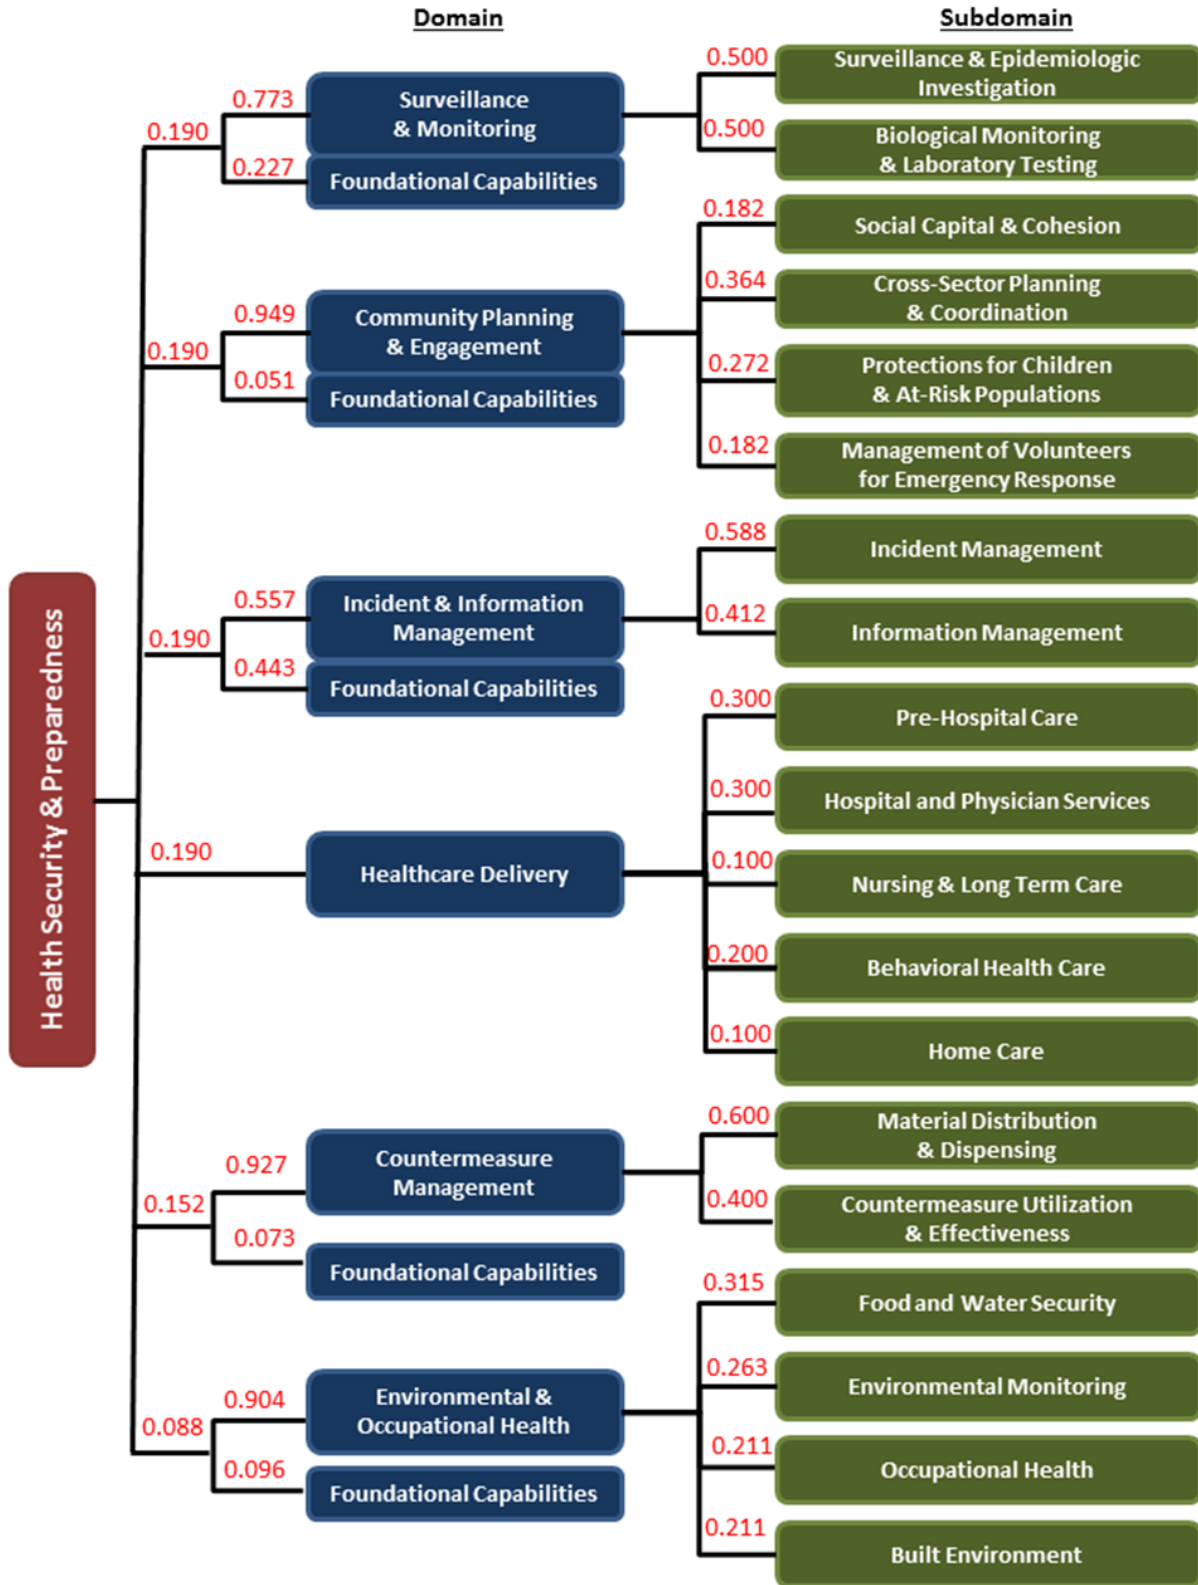 Domain
Subdomain
Health Security & Preparedness
0.190
0.773
Surveillance
& Monitoring
0.227
Foundational Capabilities
0.500
Surveillance & Epidemiologic
Investigation
0.500
Biological Monitoring
& Laboratory Testing
0.190
0.949
Community Planning
& Engagement
0.051
Foundational Capabilities
0.182
Social Capital & Cohesion
0.364
Cross-Sector Planning
& Coordination
0.272
Protections for Children
& At-Risk Populations
0.182
Management of Volunteers
for Emergency Response
0.190
0.557
Incident & Information
Management
0.443
Foundational Capabilities
0.588
Incident Management
0.412
Information Management
0.190
Healthcare Delivery
0.300
Pre-Hospital Care
0.300
Hospital and Physician Services
0.100
Nursing & Long Term Care
0.200
Behavioral Health Care
0.100
Home Care
0.152
0.927
Countermeasure
Management
0.073
Foundational Capabilities
0.600
Material Distribution
& Dispensing
0.400
Countermeasure Utilization
& Effectiveness
0.088
0.904
Environmental &
Occupational Health
0.096
Foundational Capabilities
0.315
Food and Water Security
0.263
Environmental Monitoring
0.211
Occupational Health
0.211
Built Environment